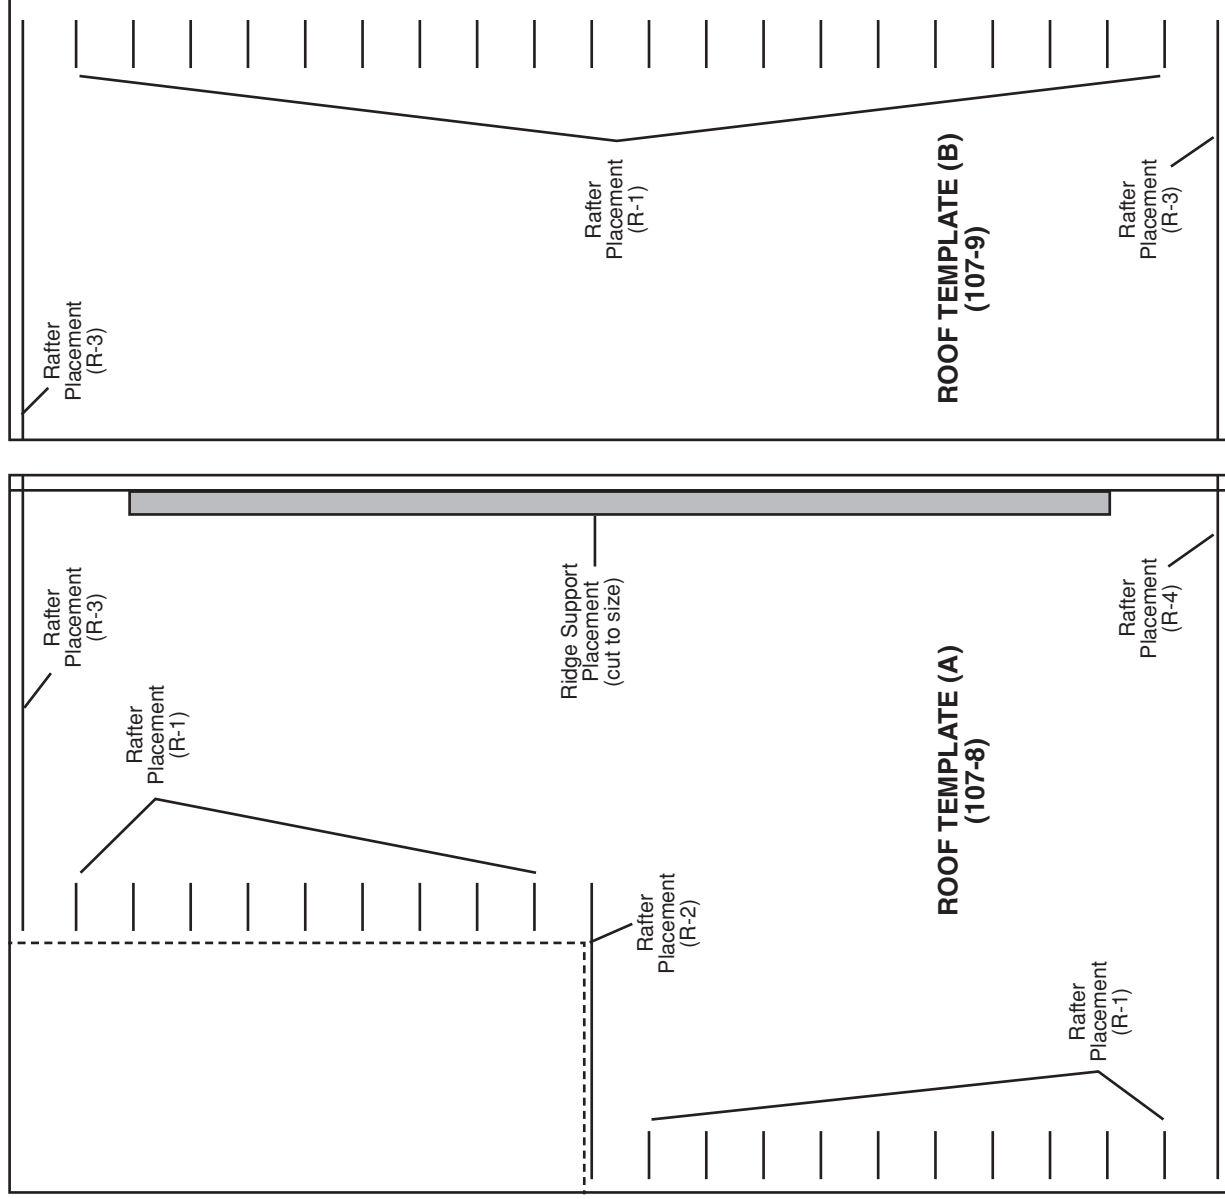 Rafter
Placement
(R-3)
Rafter
Placement
(R-1)
ROOF TEMPLATE (B)
(107-9)
Rafter
Placement
(R-3)
Rafter
Placement
(R-3)
Rafter
Placement
(R-1)
Ridge Support
Placement
(cut to size)
Rafter
Placement
(R-2)
ROOF TEMPLATE (A)
(107-8)
Rafter
Placement
(R-4)
Rafter
Placement
(R-1)